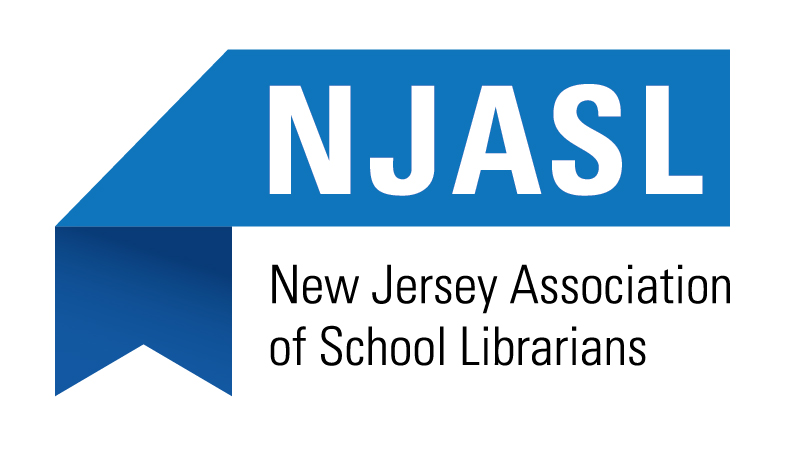 NJASL
New Jersey Association
of School Librarians